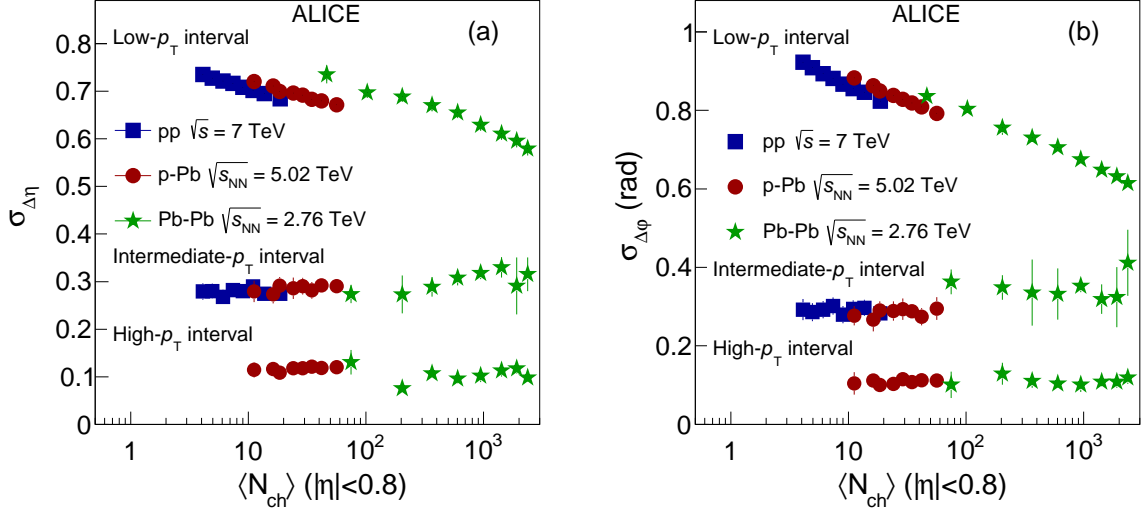 ALICE
(a)
0.8
0.7
0.6
0.5
0.4
0.3
0.2
0.1
0
σΔη
Low-pT interval
pp √s = 7 TeV
p-Pb √sNN = 5.02 TeV
Pb-Pb √sNN = 2.76 TeV
Intermediate-pT interval
High-pT interval
1 10 10² 10³
⟨Nch⟩ (|η|<0.8)
ALICE
(b)
1
0.8
0.6
0.4
0.2
0
σΔφ (rad)
Low-pT interval
pp √s = 7 TeV
p-Pb √sNN = 5.02 TeV
Pb-Pb √sNN = 2.76 TeV
Intermediate-pT interval
High-pT interval
1 10 10² 10³
⟨Nch⟩ (|η|<0.8)